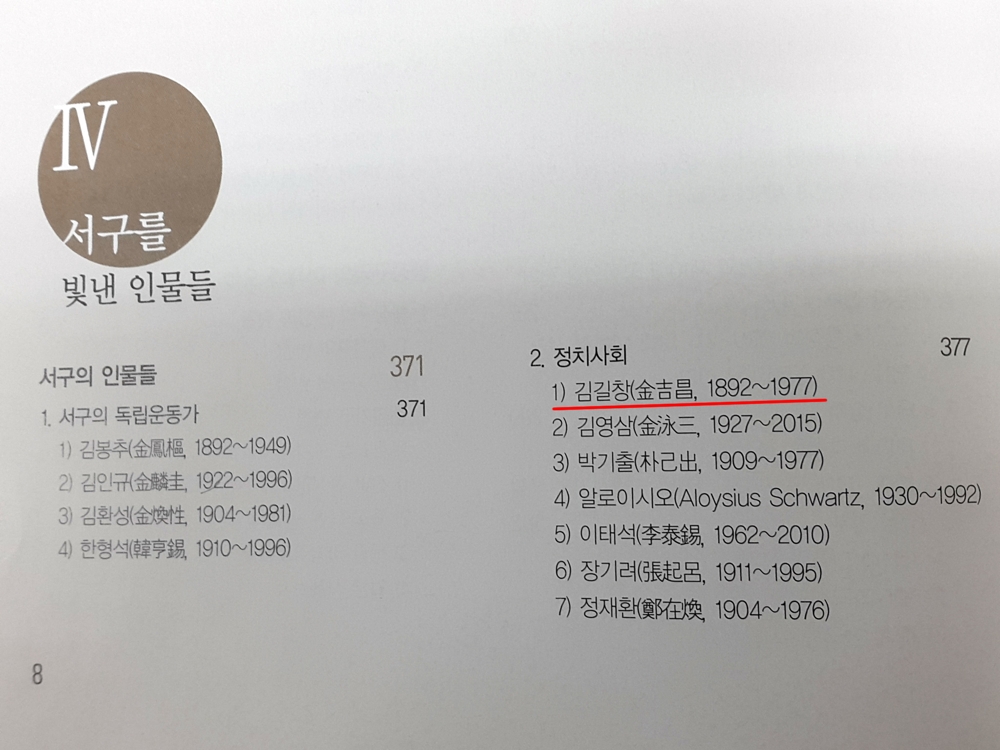 Ⅳ
서구를
빛낸 인물들
서구의 인물들 371
1. 서구의 독립운동가 371
1) 김봉추(金鳳樞, 1892~1949)
2) 김인규(金麟圭, 1922~1996)
3) 김환성(金煥性, 1904~1981)
4) 한형석(韓亨錫, 1910~1996)
2. 정치사회 377
1) 김길창(金吉昌, 1892~1977)
2) 김영삼(金泳三, 1927~2015)
3) 박기출(朴己出, 1909~1977)
4) 알로이시오(Aloysius Schwartz, 1930~1992)
5) 이태석(李泰錫, 1962~2010)
6) 장기려(張起呂, 1911~1995)
7) 정재환(鄭在煥, 1904~1976)
8